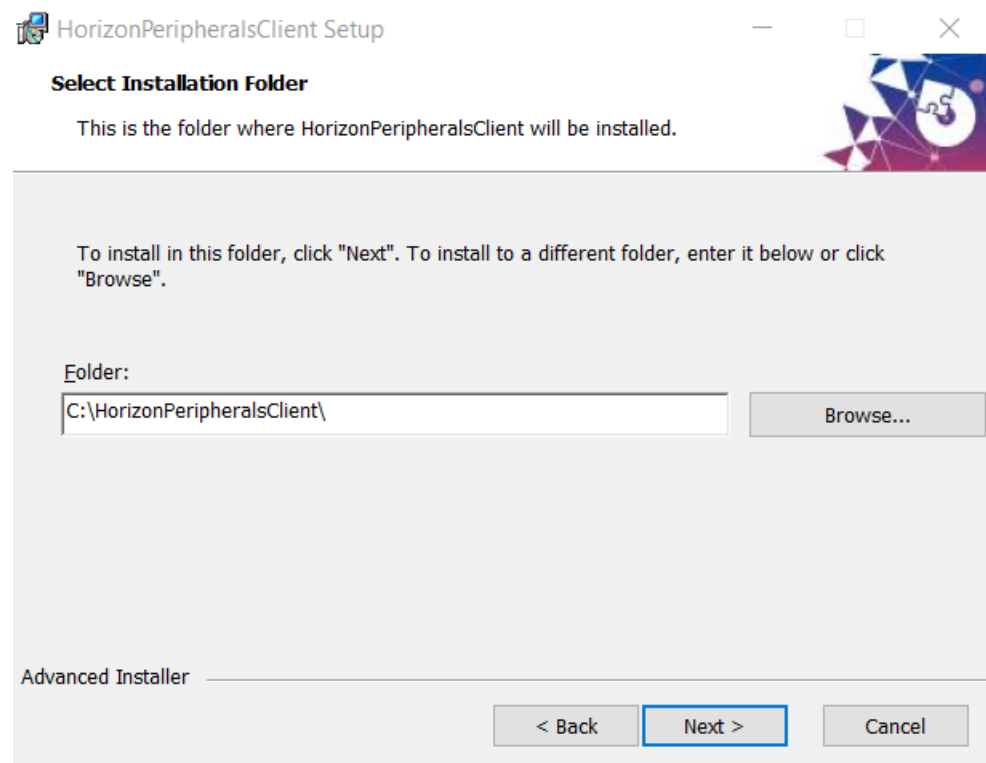 HorizonPeripheralsClient Setup
Select Installation Folder
This is the folder where HorizonPeripheralsClient will be installed.
To install in this folder, click "Next". To install to a different folder, enter it below or click
"Browse".
Folder:
C:\HorizonPeripheralsClient\
Browse...
Advanced Installer
< Back
Next >
Cancel